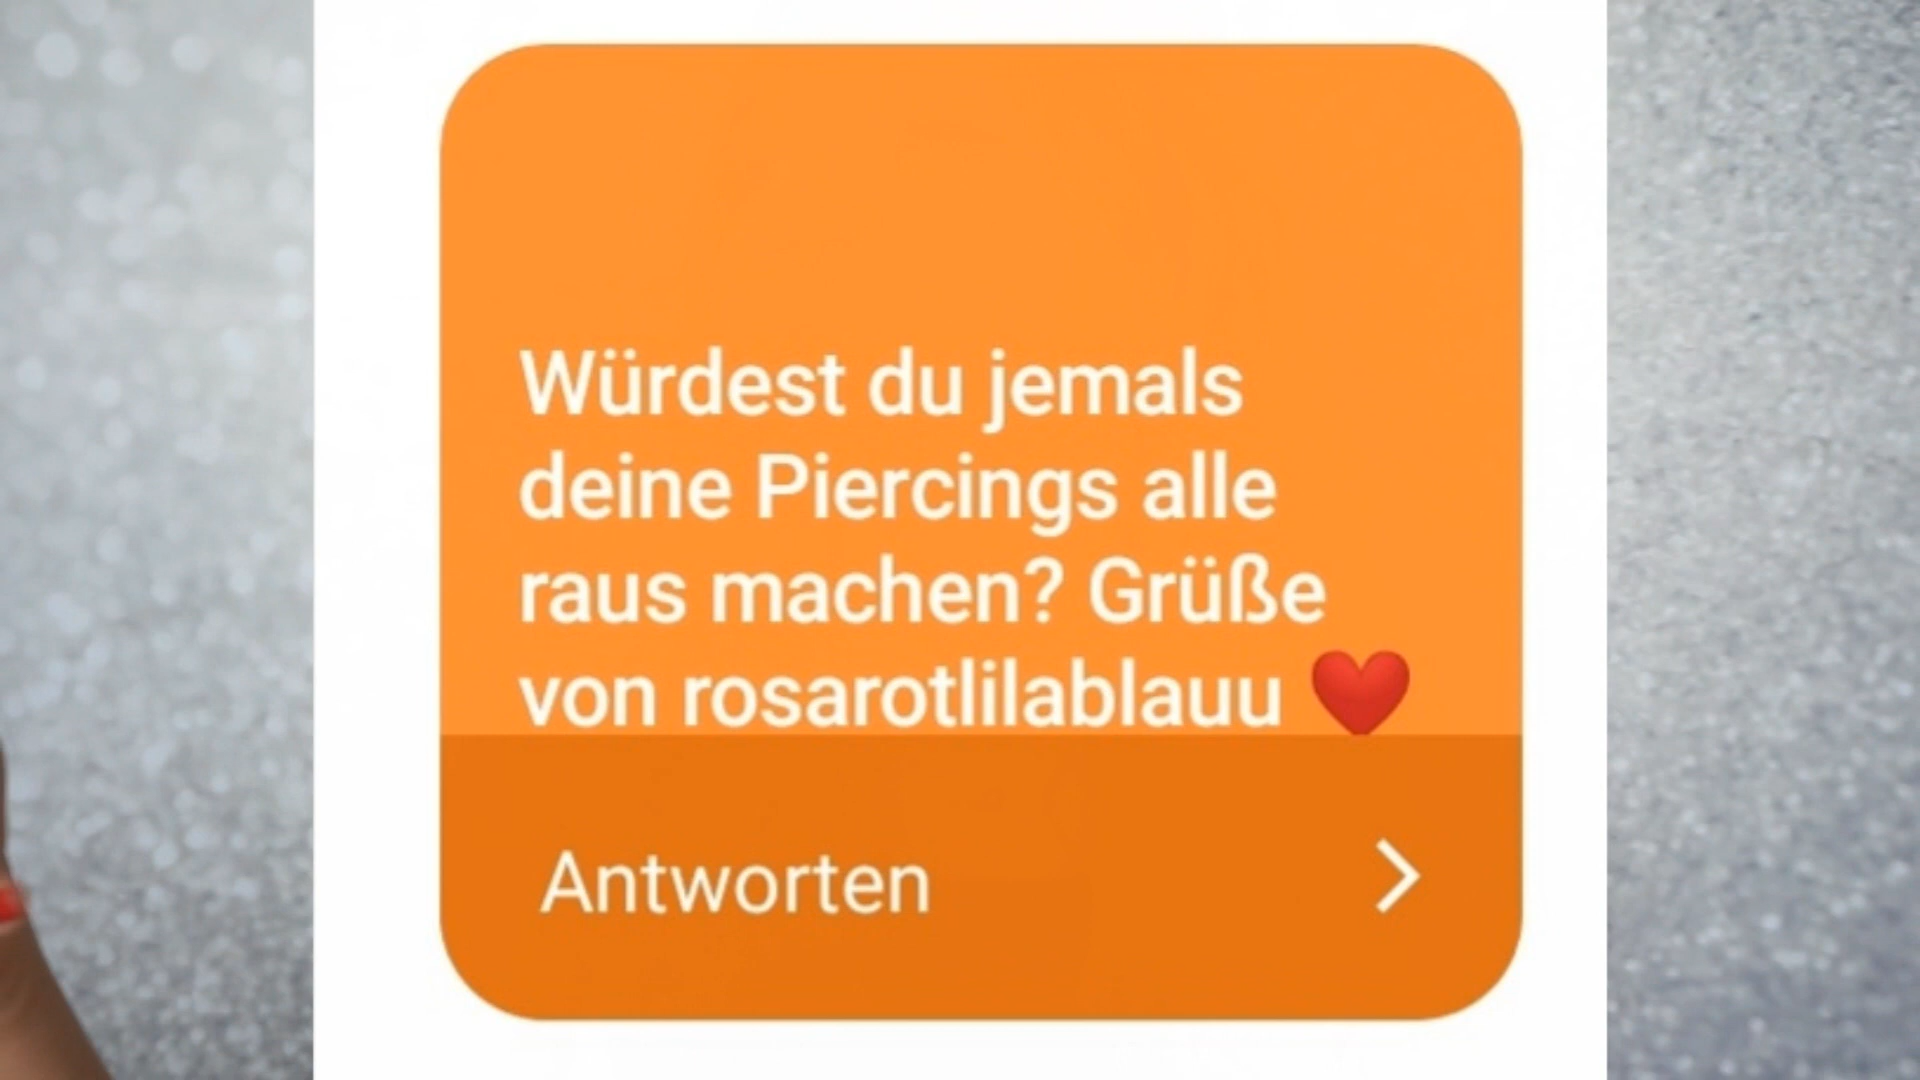 Würdest du jemals
deine Piercings alle
raus machen? Grüße
von rosarotlilablauu ❤️
Antworten